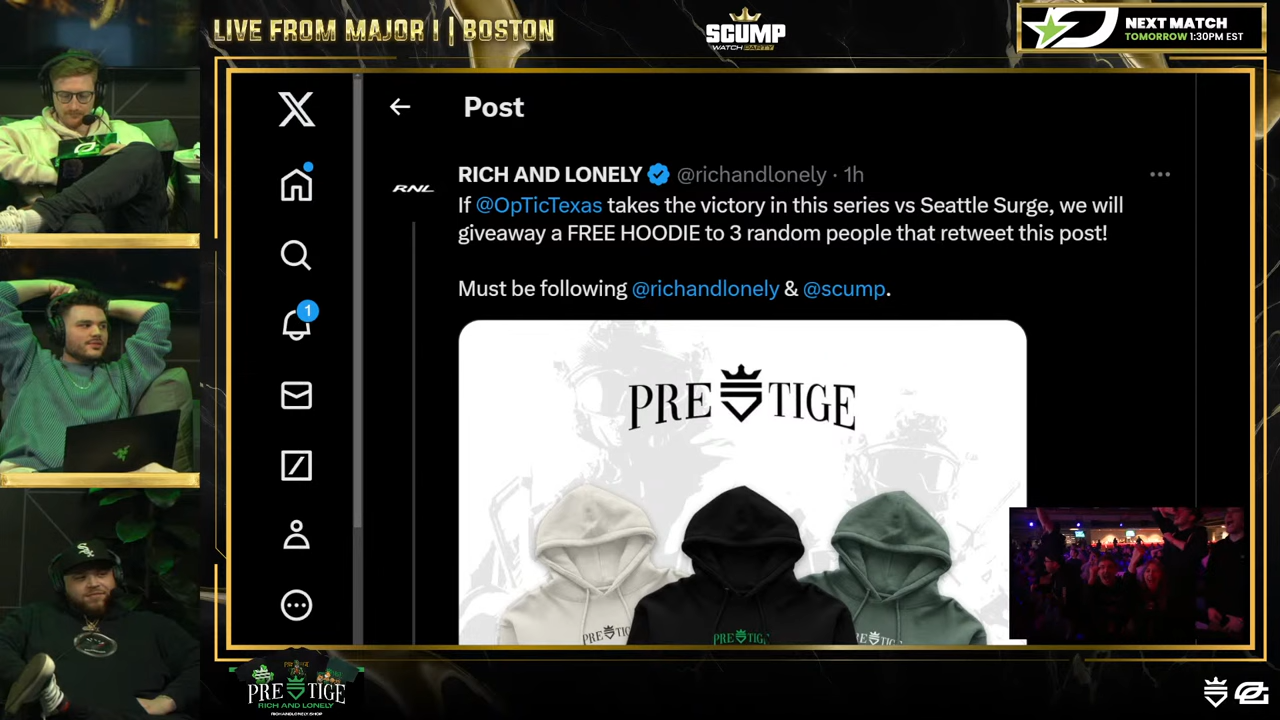 LIVE FROM MAJOR I | BOSTON
SCUMP
WATCH PARTY
NEXT MATCH
TOMORROW 1:30PM EST
X
Post
RICH AND LONELY @richandlonely · 1h
RNL
If @OpTicTexas takes the victory in this series vs Seattle Surge, we will
giveaway a FREE HOODIE to 3 random people that retweet this post!
Must be following @richandlonely & @scump.
1
PRESTIGE
PRESTIGE
PRESTIGE
PRESTIGE
PRESTIGE
RICH AND LONELY
RICHANDLONELY.SHOP